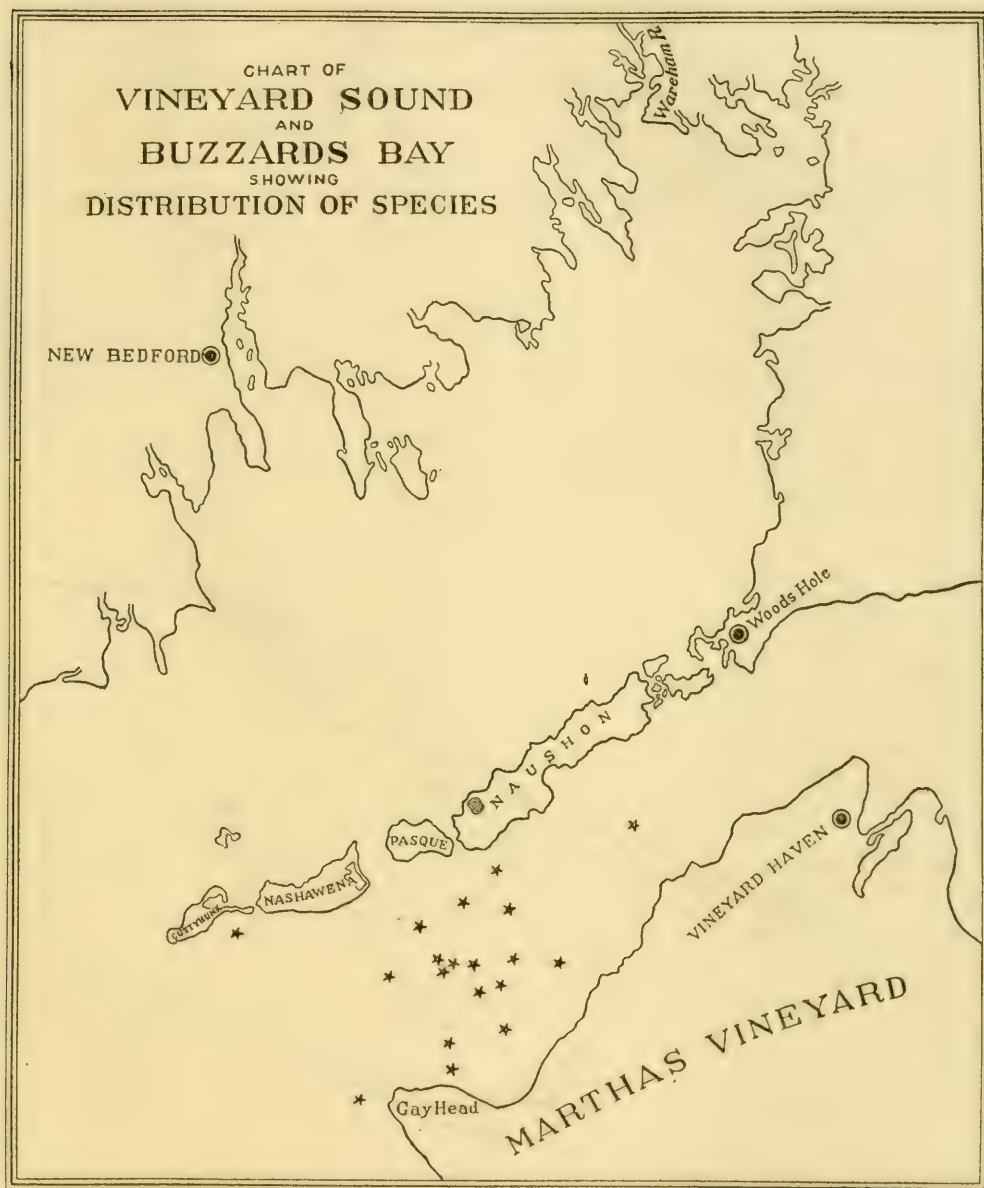 CHART OF
VINEYARD SOUND
AND
BUZZARDS BAY
SHOWING
DISTRIBUTION OF SPECIES
Wareham R
NEW BEDFORD
Woods Hole
NAUSHON
PASQUE
NASHAWENA
CUTTYHUNK
VINEYARD HAVEN
MARTHAS VINEYARD
Gay Head